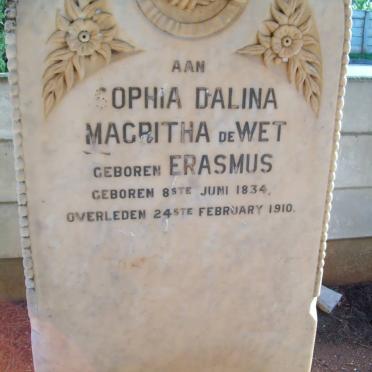 AAN
SOPHIA DALINA
MAGRITHA DE WET
GEBOREN ERASMUS
GEBOREN 8STE JUNI 1834,
OVERLEDEN 24STE FEBRUARY 1910.